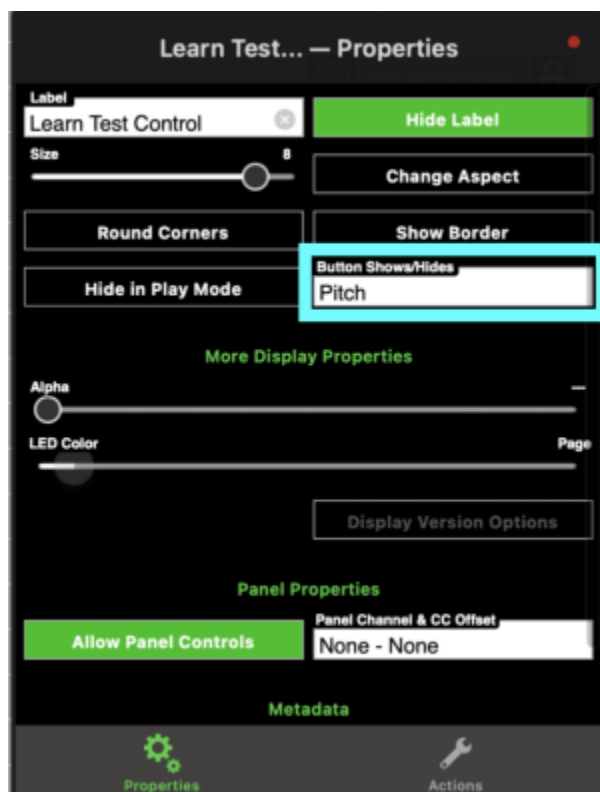 Learn Test... — Properties
Label
Learn Test Control
Hide Label
Size 8
Change Aspect
Round Corners
Show Border
Hide in Play Mode
Button Shows/Hides
Pitch
More Display Properties
Alpha —
LED Color Page
Display Version Options
Panel Properties
Allow Panel Controls
Panel Channel & CC Offset
None - None
Metadata
Properties
Actions